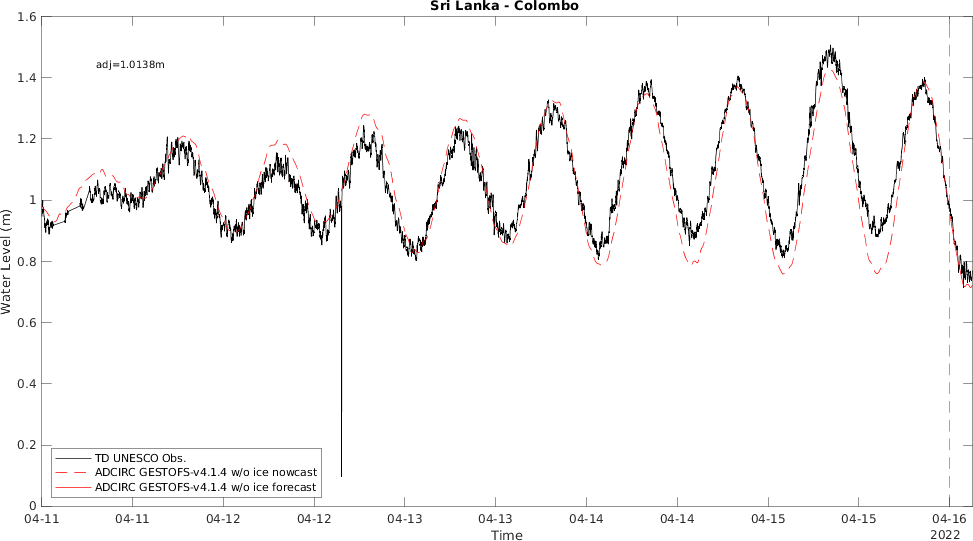 Sri Lanka - Colombo
1.6
adj=1.0138m
1.4
1.2
1
0.8
0.6
0.4
0.2
0
Water Level (m)
TD UNESCO Obs.
ADCIRC GESTOFS-v4.1.4 w/o ice nowcast
ADCIRC GESTOFS-v4.1.4 w/o ice forecast
04-11 04-11 04-12 04-12 04-13 04-13 04-14 04-14 04-15 04-15 04-16
Time
2022